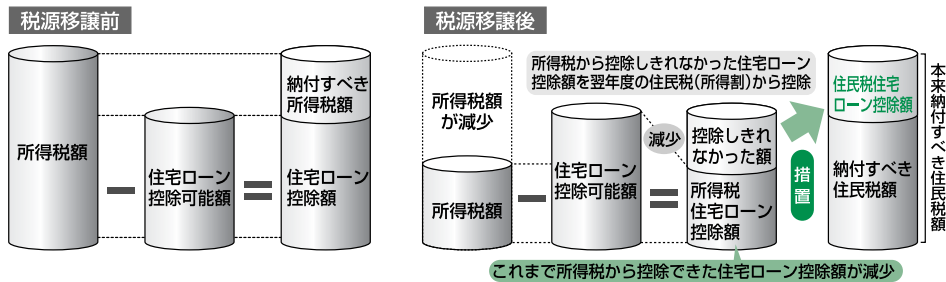 税源移譲前
所得税額
住宅ローン
控除可能額
納付すべき
所得税額
住宅ローン
控除額
税源移譲後
所得税額
が減少
所得税額
所得税から控除しきれなかった住宅ローン
控除額を翌年度の住民税(所得割)から控除
住宅ローン
控除可能額
減少
控除しきれ
なかった額
所得税
住宅ローン
控除額
措置
住民税住宅
ローン控除額
納付すべき
住民税額
本来納付すべき住民税額
これまで所得税から控除できた住宅ローン控除額が減少